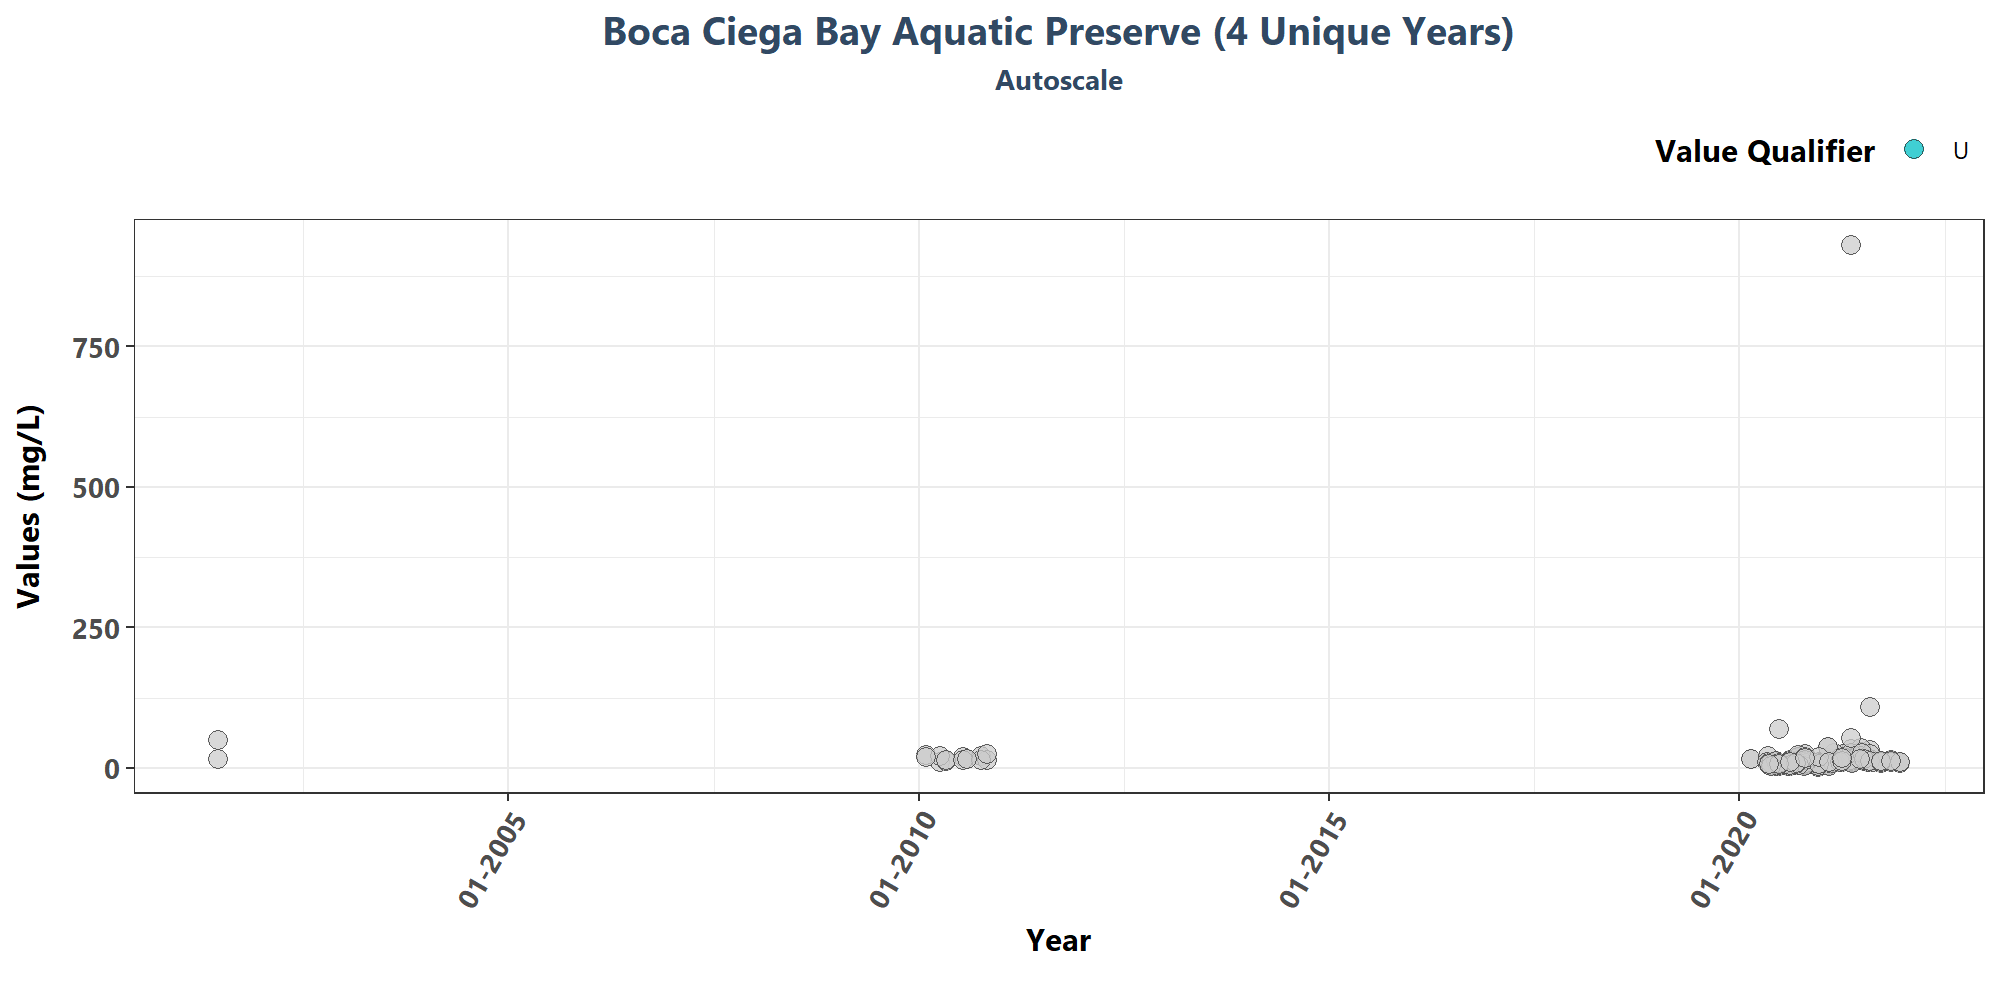 Boca Ciega Bay Aquatic Preserve (4 Unique Years)
Autoscale
Value Qualifier U
Values (mg/L)
750
500
250
0
01-2005
01-2010
01-2015
01-2020
Year